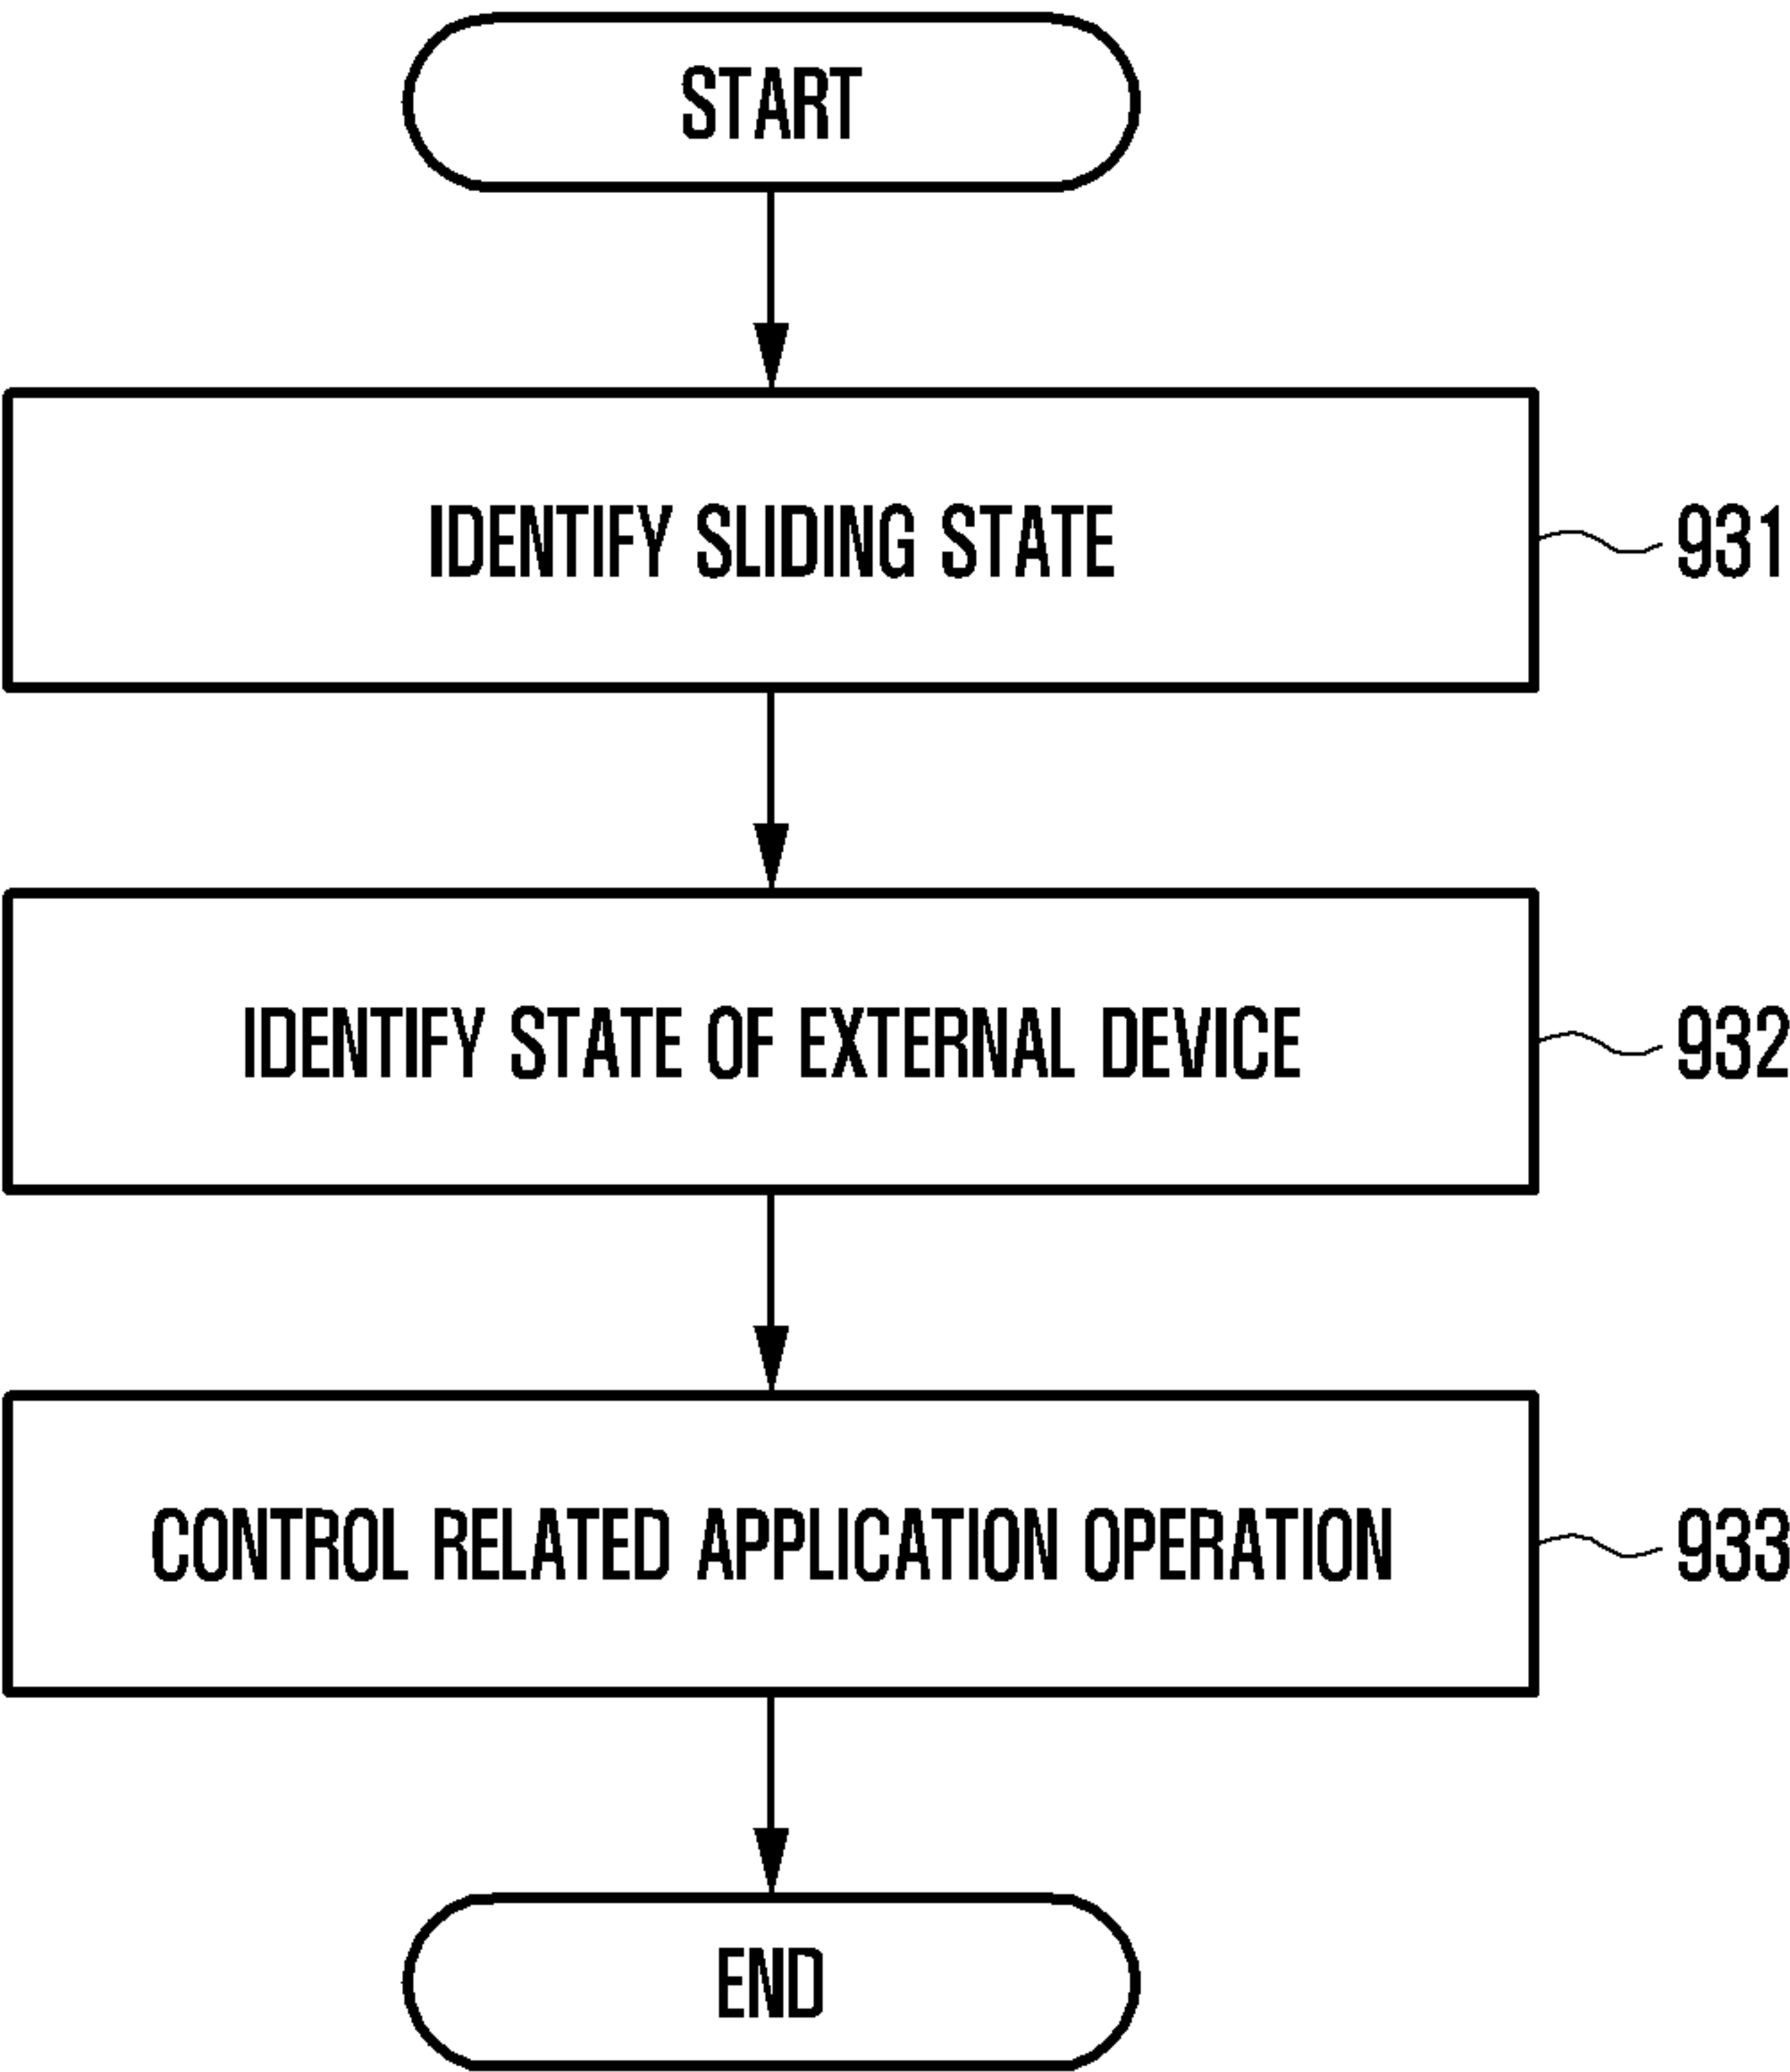 START
IDENTIFY SLIDING STATE
931
IDENTIFY STATE OF EXTERNAL DEVICE
932
CONTROL RELATED APPLICATION OPERATION
933
END